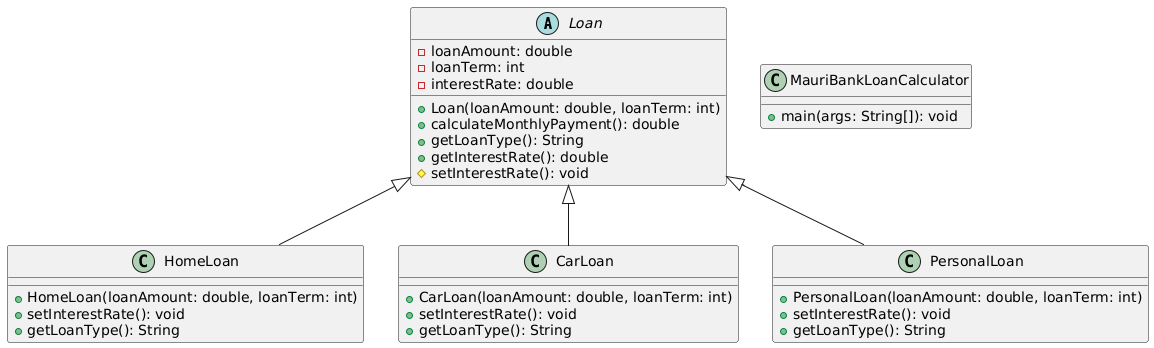 A Loan
loanAmount: double
loanTerm: int
interestRate: double
Loan(loanAmount: double, loanTerm: int)
calculateMonthlyPayment(): double
getLoanType(): String
getInterestRate(): double
setInterestRate(): void
C MauriBankLoanCalculator
main(args: String[]): void
C HomeLoan
HomeLoan(loanAmount: double, loanTerm: int)
setInterestRate(): void
getLoanType(): String
C CarLoan
CarLoan(loanAmount: double, loanTerm: int)
setInterestRate(): void
getLoanType(): String
C PersonalLoan
PersonalLoan(loanAmount: double, loanTerm: int)
setInterestRate(): void
getLoanType(): String